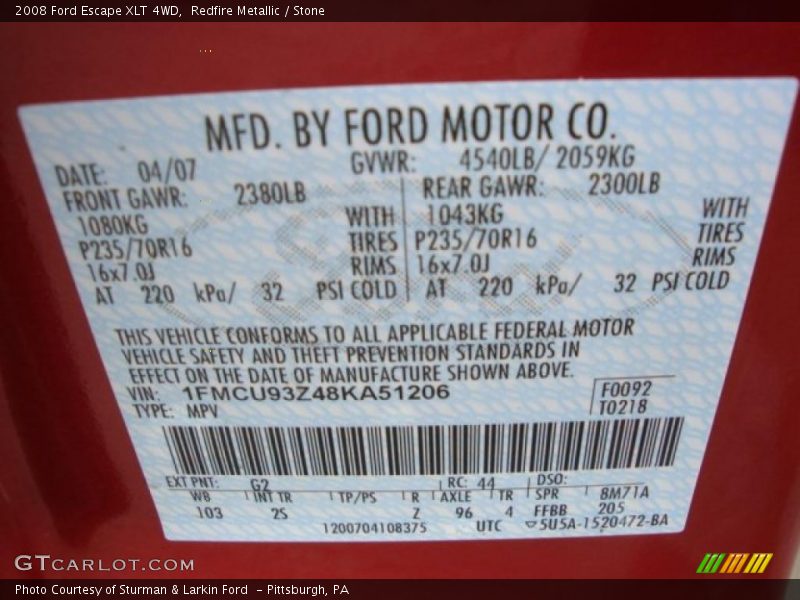 2008 Ford Escape XLT 4WD, Redfire Metallic / Stone
MFD. BY FORD MOTOR CO.
DATE: 04/07 GVWR: 4540LB/ 2059KG
FRONT GAWR: 2380LB REAR GAWR: 2300LB
1080KG WITH 1043KG WITH
P235/70R16 TIRES P235/70R16 TIRES
16x7.0J RIMS 16x7.0J RIMS
AT 220 kPa/ 32 PSI COLD AT 220 kPa/ 32 PSI COLD
THIS VEHICLE CONFORMS TO ALL APPLICABLE FEDERAL MOTOR
VEHICLE SAFETY AND THEFT PREVENTION STANDARDS IN
EFFECT ON THE DATE OF MANUFACTURE SHOWN ABOVE.
VIN: 1FMCU93Z48KA51206 F0092
TYPE: MPV T0218
EXT PNT: G2 RC: 44 DSO:
WB INT TR TP/PS R AXLE TR SPR 8M71A
103 2S Z 96 4 FFBB 205
1200704108375 UTC 5U5A-1520472-BA
GTCARLOT.COM
Photo Courtesy of Sturman & Larkin Ford - Pittsburgh, PA